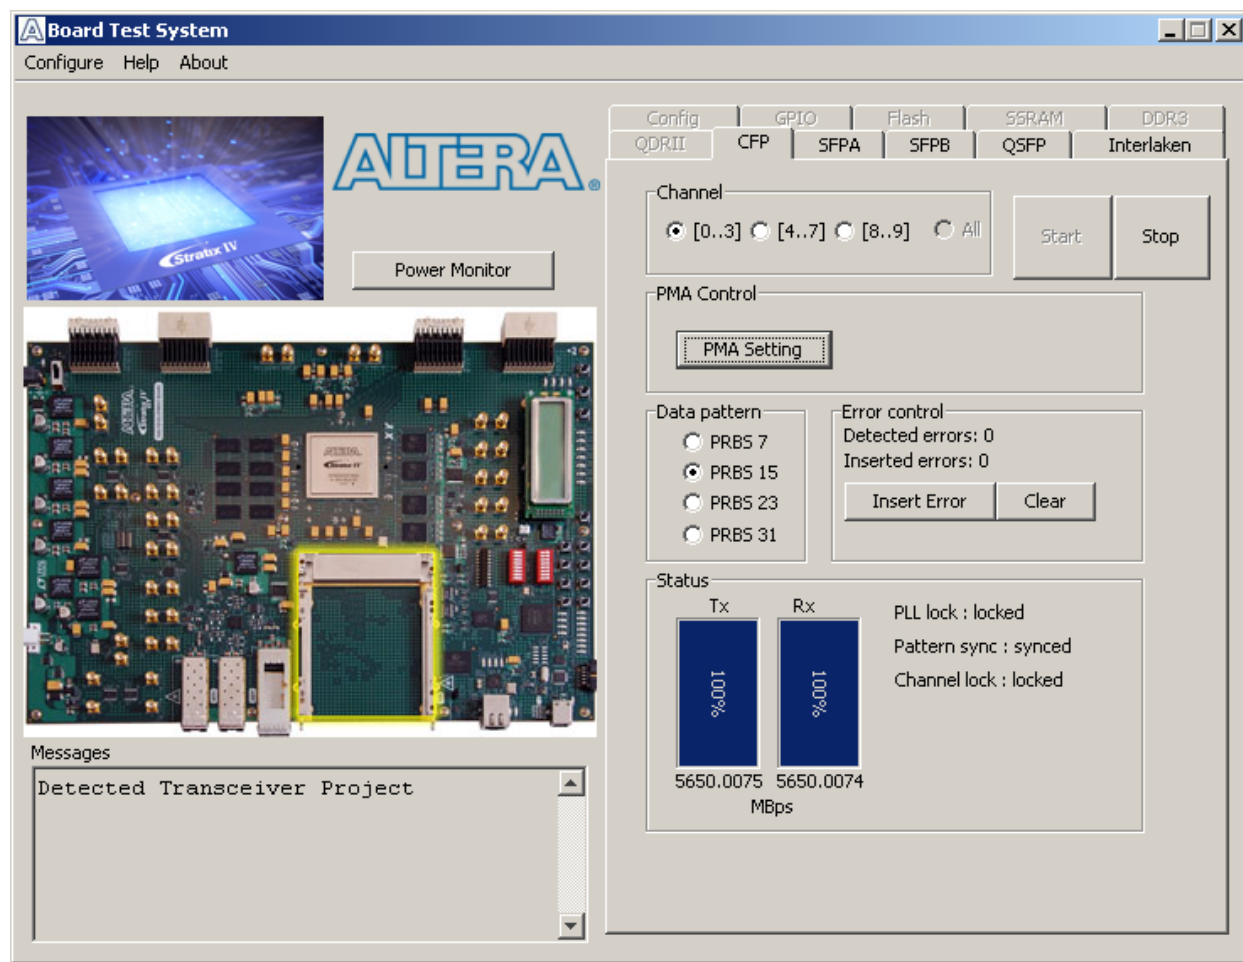 Board Test System
Configure Help About
ALTERA®
Stratix IV
Power Monitor
ALTERA
Stratix IV
Messages
Detected Transceiver Project
Config GPIO Flash SSRAM DDR3
QDRII CFP SFPA SFPB QSFP Interlaken
Channel
[0..3] [4..7] [8..9] All
Start Stop
PMA Control
PMA Setting
Data pattern
PRBS 7
PRBS 15
PRBS 23
PRBS 31
Error control
Detected errors: 0
Inserted errors: 0
Insert Error Clear
Status
Tx Rx
100% 100%
5650.0075 5650.0074
MBps
PLL lock : locked
Pattern sync : synced
Channel lock : locked